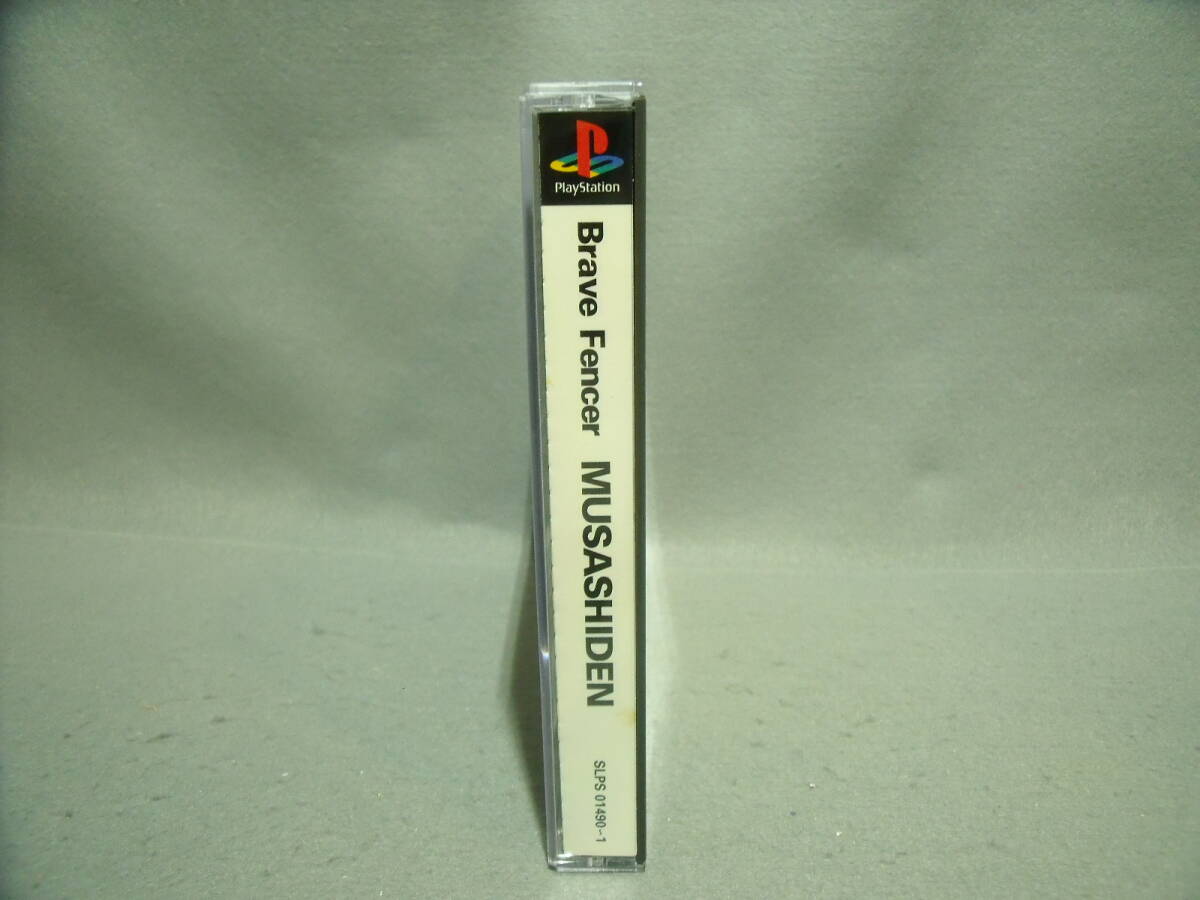 PlayStation
Brave Fencer MUSASHIDEN
SLPS 01490~1